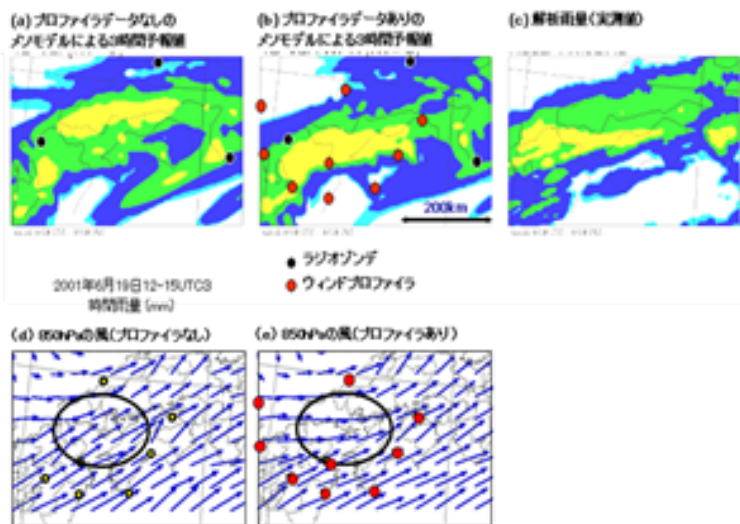 (a) プロファイラデータなしの
メソモデルによる3時間予報値
(b) プロファイラデータありの
メソモデルによる3時間予報値
(c) 解析雨量(実測値)
200km
ラジオゾンデ
ウィンドプロファイラ
2001年6月19日12-15UTC3
時間雨量(mm)
(d) 850hPaの風(プロファイラなし)
(e) 850hPaの風(プロファイラあり)